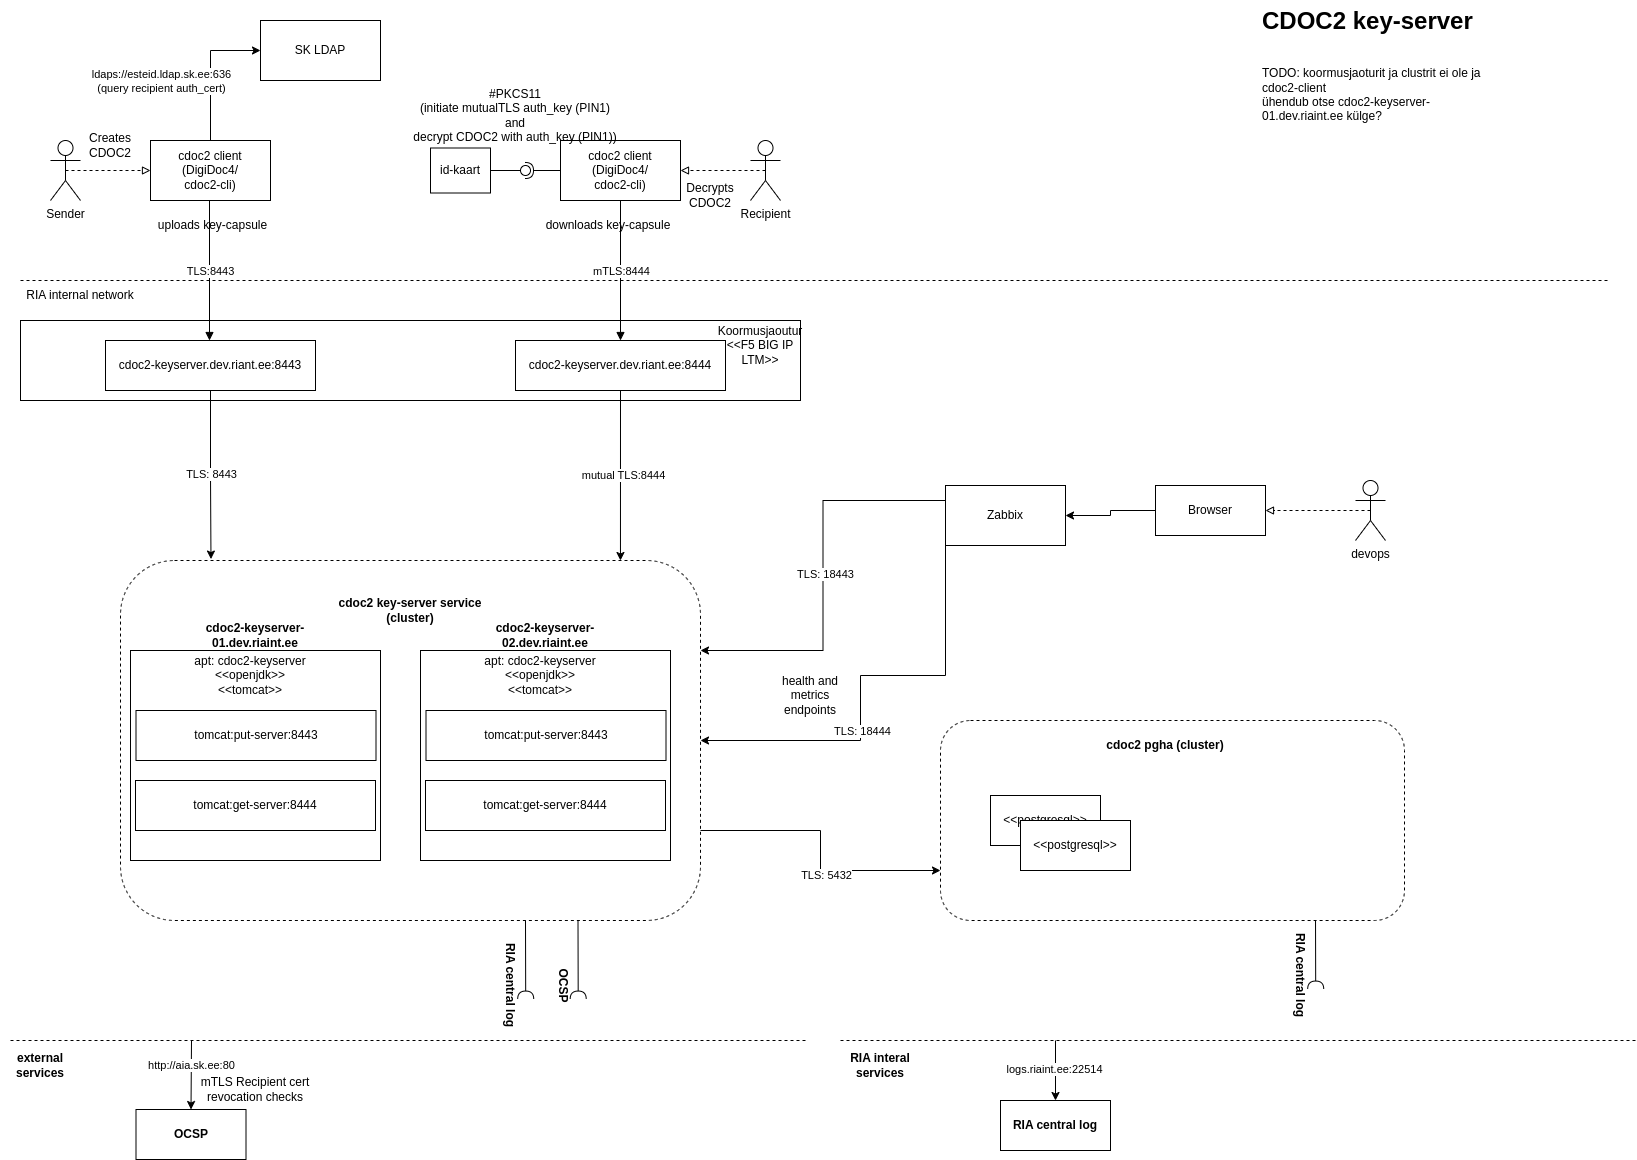 CDOC2 key-server
TODO: koormusjaoturit ja clustrit ei ole ja
cdoc2-client
ühendub otse cdoc2-keyserver-
01.dev.riaint.ee külge?
SK LDAP
ldaps://esteid.ldap.sk.ee:636
(query recipient auth_cert)
#PKCS11
(initiate mutualTLS auth_key (PIN1)
and
decrypt CDOC2 with auth_key (PIN1))
Creates
CDOC2
cdoc2 client
(DigiDoc4/
cdoc2-cli)
id-kaart
cdoc2 client
(DigiDoc4/
cdoc2-cli)
Decrypts
CDOC2
Sender
Recipient
uploads key-capsule
downloads key-capsule
TLS:8443
mTLS:8444
RIA internal network
Koormusjaoutur
<<F5 BIG IP
LTM>>
cdoc2-keyserver.dev.riant.ee:8443
cdoc2-keyserver.dev.riant.ee:8444
TLS: 8443
mutual TLS:8444
Zabbix
Browser
devops
TLS: 18443
cdoc2 key-server service
(cluster)
cdoc2-keyserver-
01.dev.riaint.ee
cdoc2-keyserver-
02.dev.riaint.ee
apt: cdoc2-keyserver
<<openjdk>>
<<tomcat>>
apt: cdoc2-keyserver
<<openjdk>>
<<tomcat>>
health and
metrics
endpoints
TLS: 18444
tomcat:put-server:8443
tomcat:put-server:8443
tomcat:get-server:8444
tomcat:get-server:8444
cdoc2 pgha (cluster)
<<postgresql>>
<<postgresql>>
TLS: 5432
RIA central log
OCSP
RIA central log
external
services
http://aia.sk.ee:80
mTLS Recipient cert
revocation checks
OCSP
RIA interal
services
logs.riaint.ee:22514
RIA central log